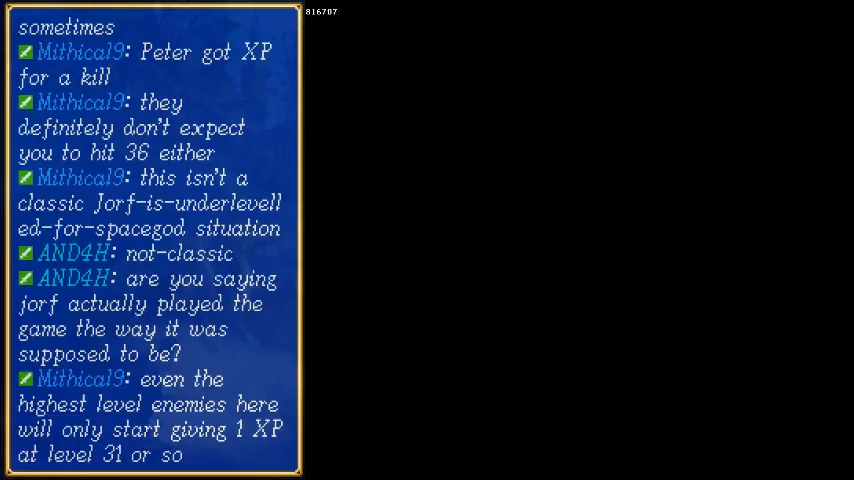 sometimes
Mithical9: Peter got XP
for a kill
Mithical9: they
definitely don't expect
you to hit 36 either
Mithical9: this isn't a
classic Jorf-is-underlevell
ed-for-spacegod situation
AND4H: not-classic
AND4H: are you saying
jorf actually played the
game the way it was
supposed to be?
Mithical9: even the
highest level enemies here
will only start giving 1 XP
at level 31 or so
816707